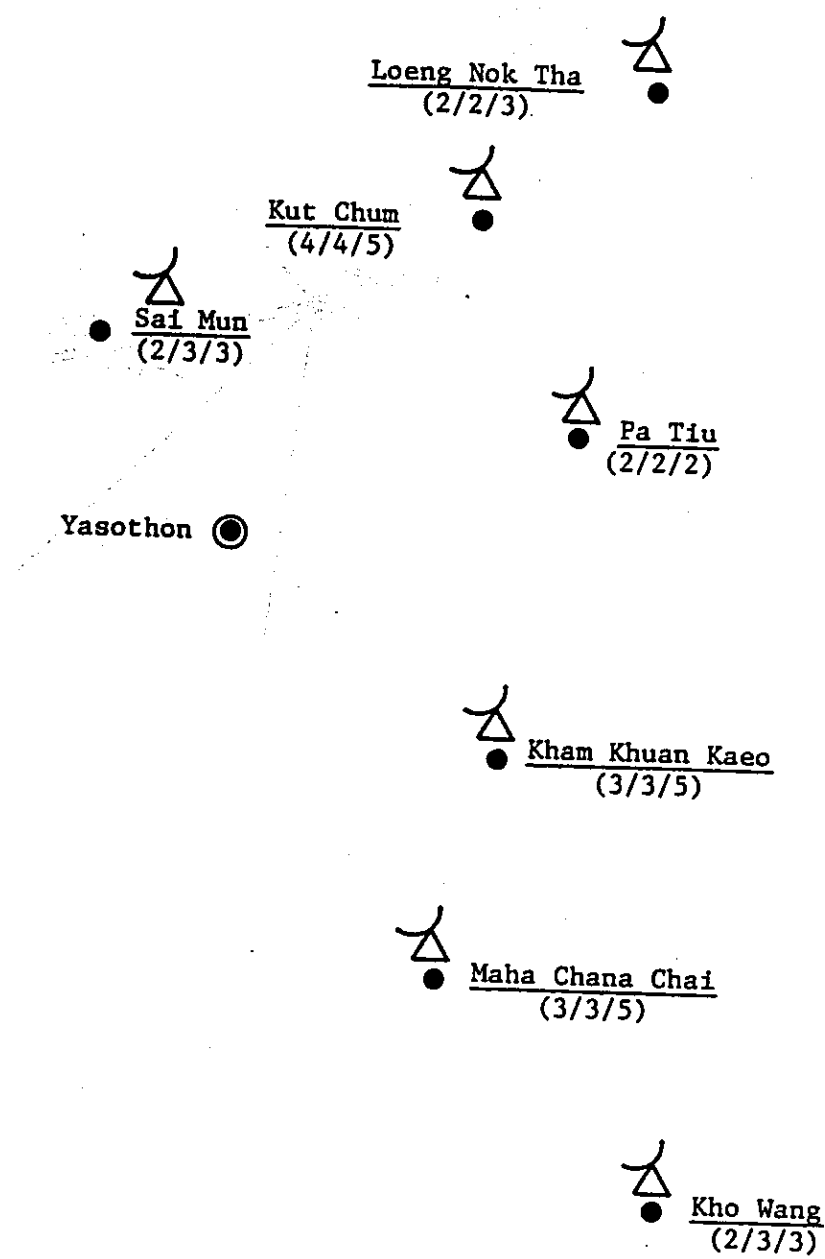 Loeng Nok Tha
(2/2/3)
Kut Chum
(4/4/5)
Sai Mun
(2/3/3)
Pa Tiu
(2/2/2)
Yasothon
Kham Khuan Kaeo
(3/3/5)
Maha Chana Chai
(3/3/5)
Kho Wang
(2/3/3)